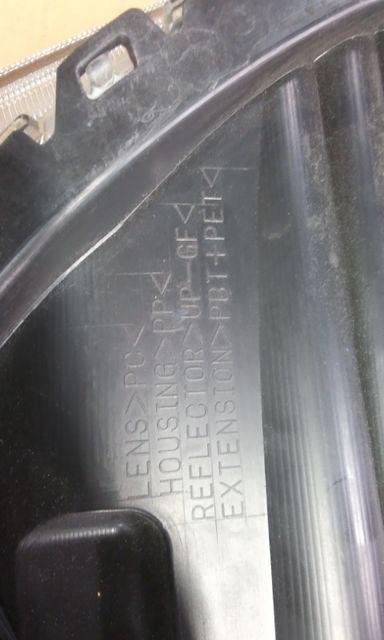 LENS>PC<
HOUSING>PP<
REFLECTOR>UP-GF<
EXTENSION>PBT+PET<